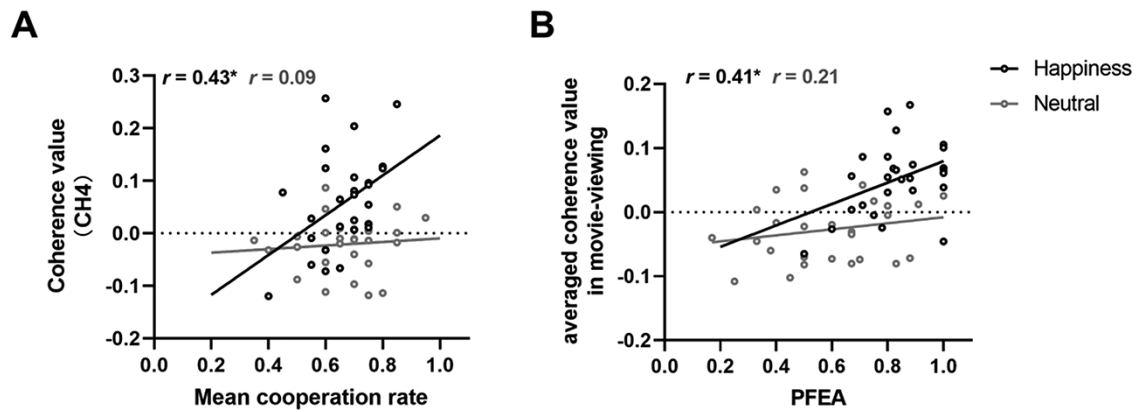 A
r = 0.43* r = 0.09
0.3
0.2
0.1
0.0
-0.1
-0.2
0.0 0.2 0.4 0.6 0.8 1.0
Coherence value
（CH4）
Mean cooperation rate
B
r = 0.41* r = 0.21
0.2
0.1
0.0
-0.1
-0.2
0.0 0.2 0.4 0.6 0.8 1.0
averaged coherence value
in movie-viewing
PFEA
Happiness
Neutral